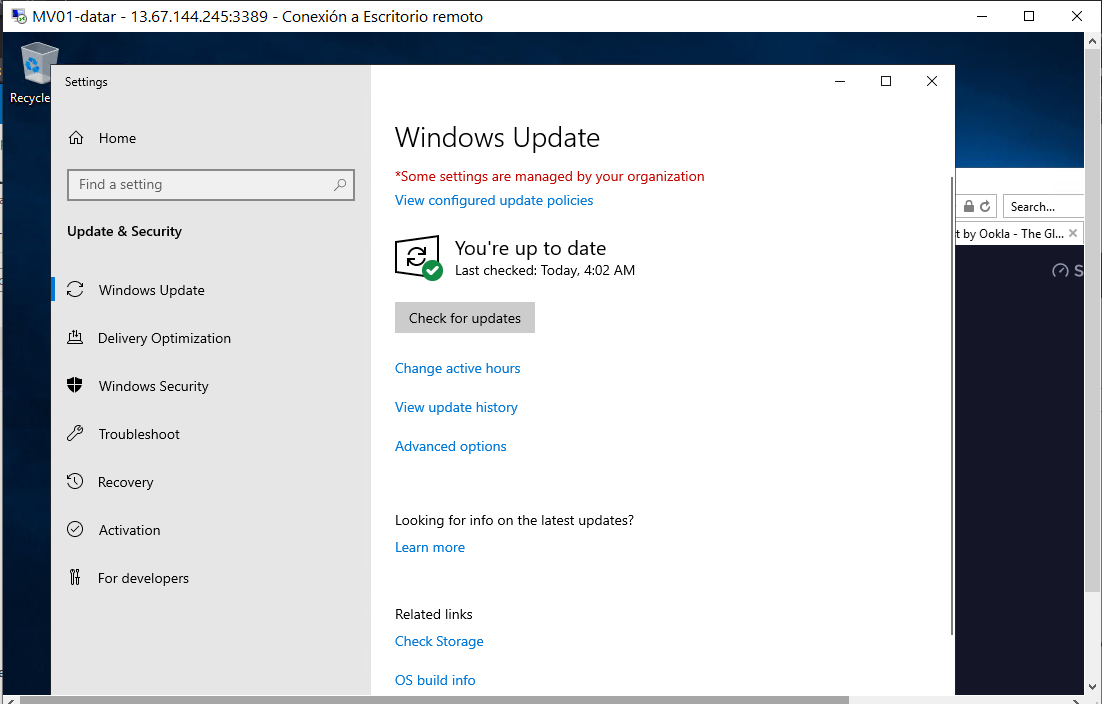 MV01-datar - 13.67.144.245:3389 - Conexión a Escritorio remoto
Recycle
Settings
Home
Find a setting
Update & Security
Windows Update
Delivery Optimization
Windows Security
Troubleshoot
Recovery
Activation
For developers
Windows Update
*Some settings are managed by your organization
View configured update policies
You're up to date
Last checked: Today, 4:02 AM
Check for updates
Change active hours
View update history
Advanced options
Looking for info on the latest updates?
Learn more
Related links
Check Storage
OS build info
Search...
t by Ookla - The Gl...
S